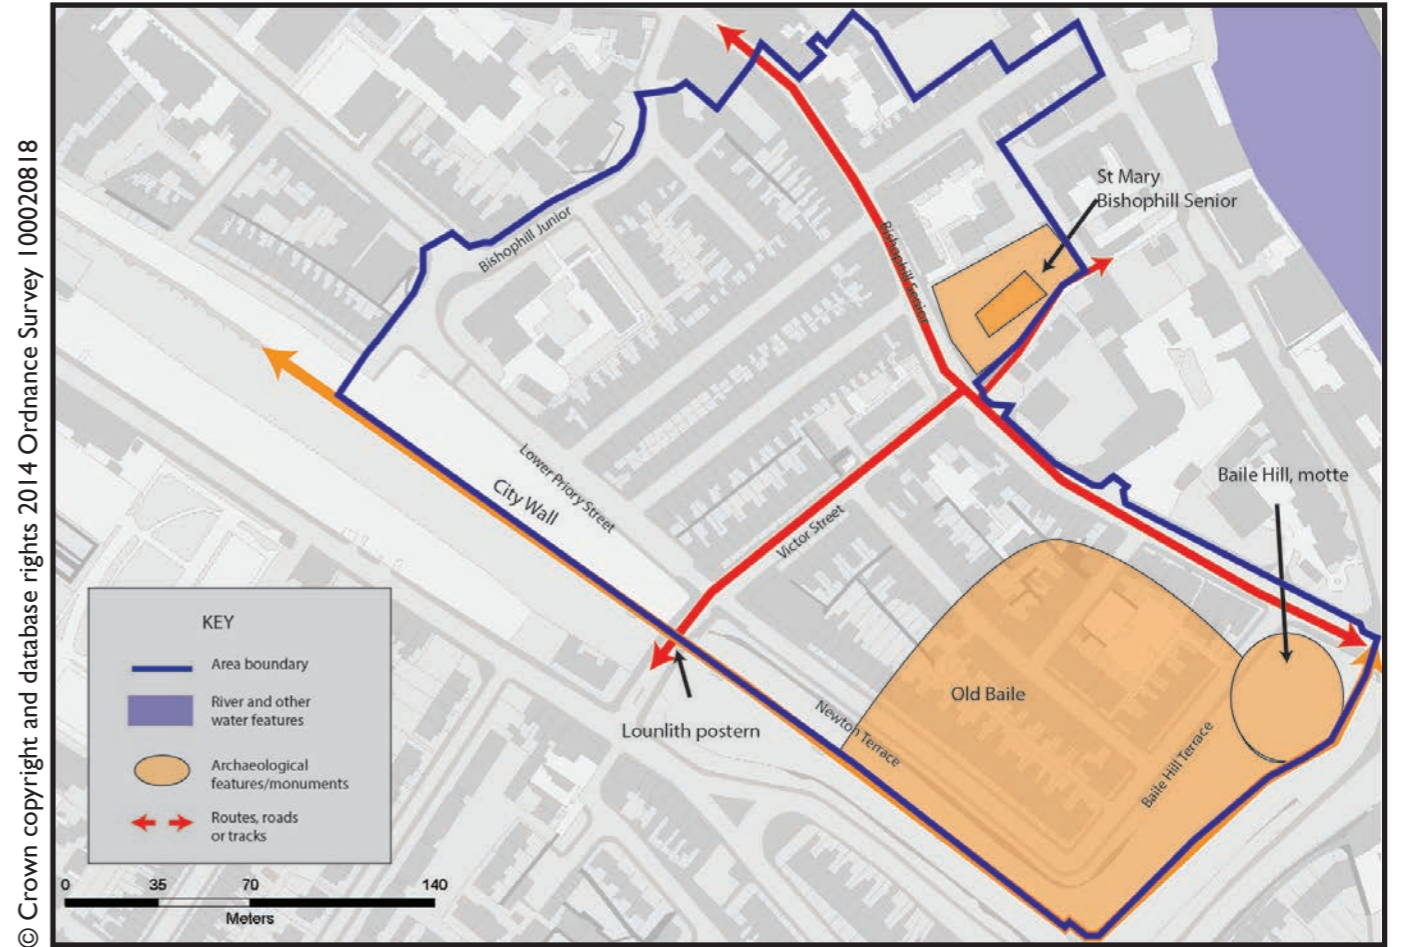 © Crown copyright and database rights 2014 Ordnance Survey 100020818
St Mary
Bishophill Senior
Bishophill Junior
Bishophill Senior
Baile Hill, motte
Lower Priory Street
City Wall
Victor Street
Old Baile
Newton Terrace
Baile Hill Terrace
Lounlith postern
KEY
Area boundary
River and other
water features
Archaeological
features/monuments
Routes, roads
or tracks
0 35 70 140
Meters